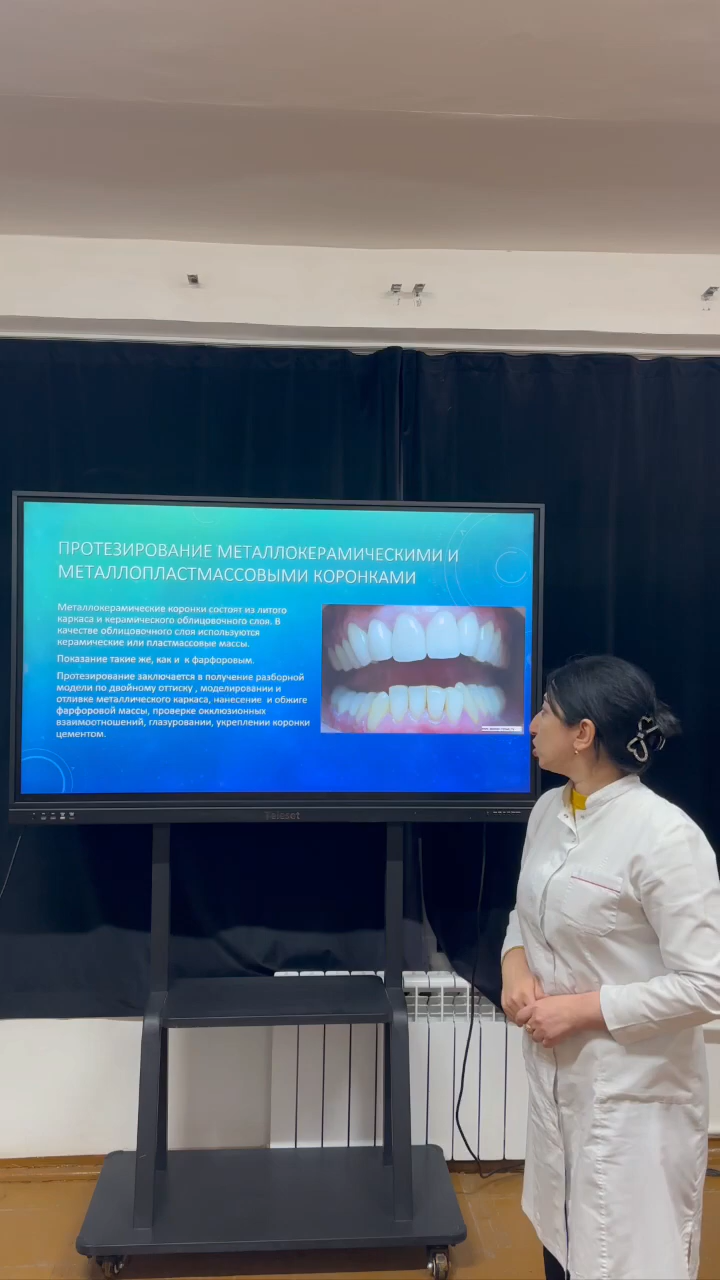 ПРОТЕЗИРОВАНИЕ МЕТАЛЛОКЕРАМИЧЕСКИМИ И
МЕТАЛЛОПЛАСТМАССОВЫМИ КОРОНКАМИ
Металлокерамические коронки состоят из литого
каркаса и керамического облицовочного слоя. В
качестве облицовочного слоя используются
керамические или пластмассовые массы.
Показание такие же, как и к фарфоровым.
Протезирование заключается в получение разборной
модели по двойному оттиску , моделировании и
отливке металлического каркаса, нанесение и обжиге
фарфоровой массы, проверке окклюзионных
взаимоотношений, глазуровании, укреплении коронки
цементом.